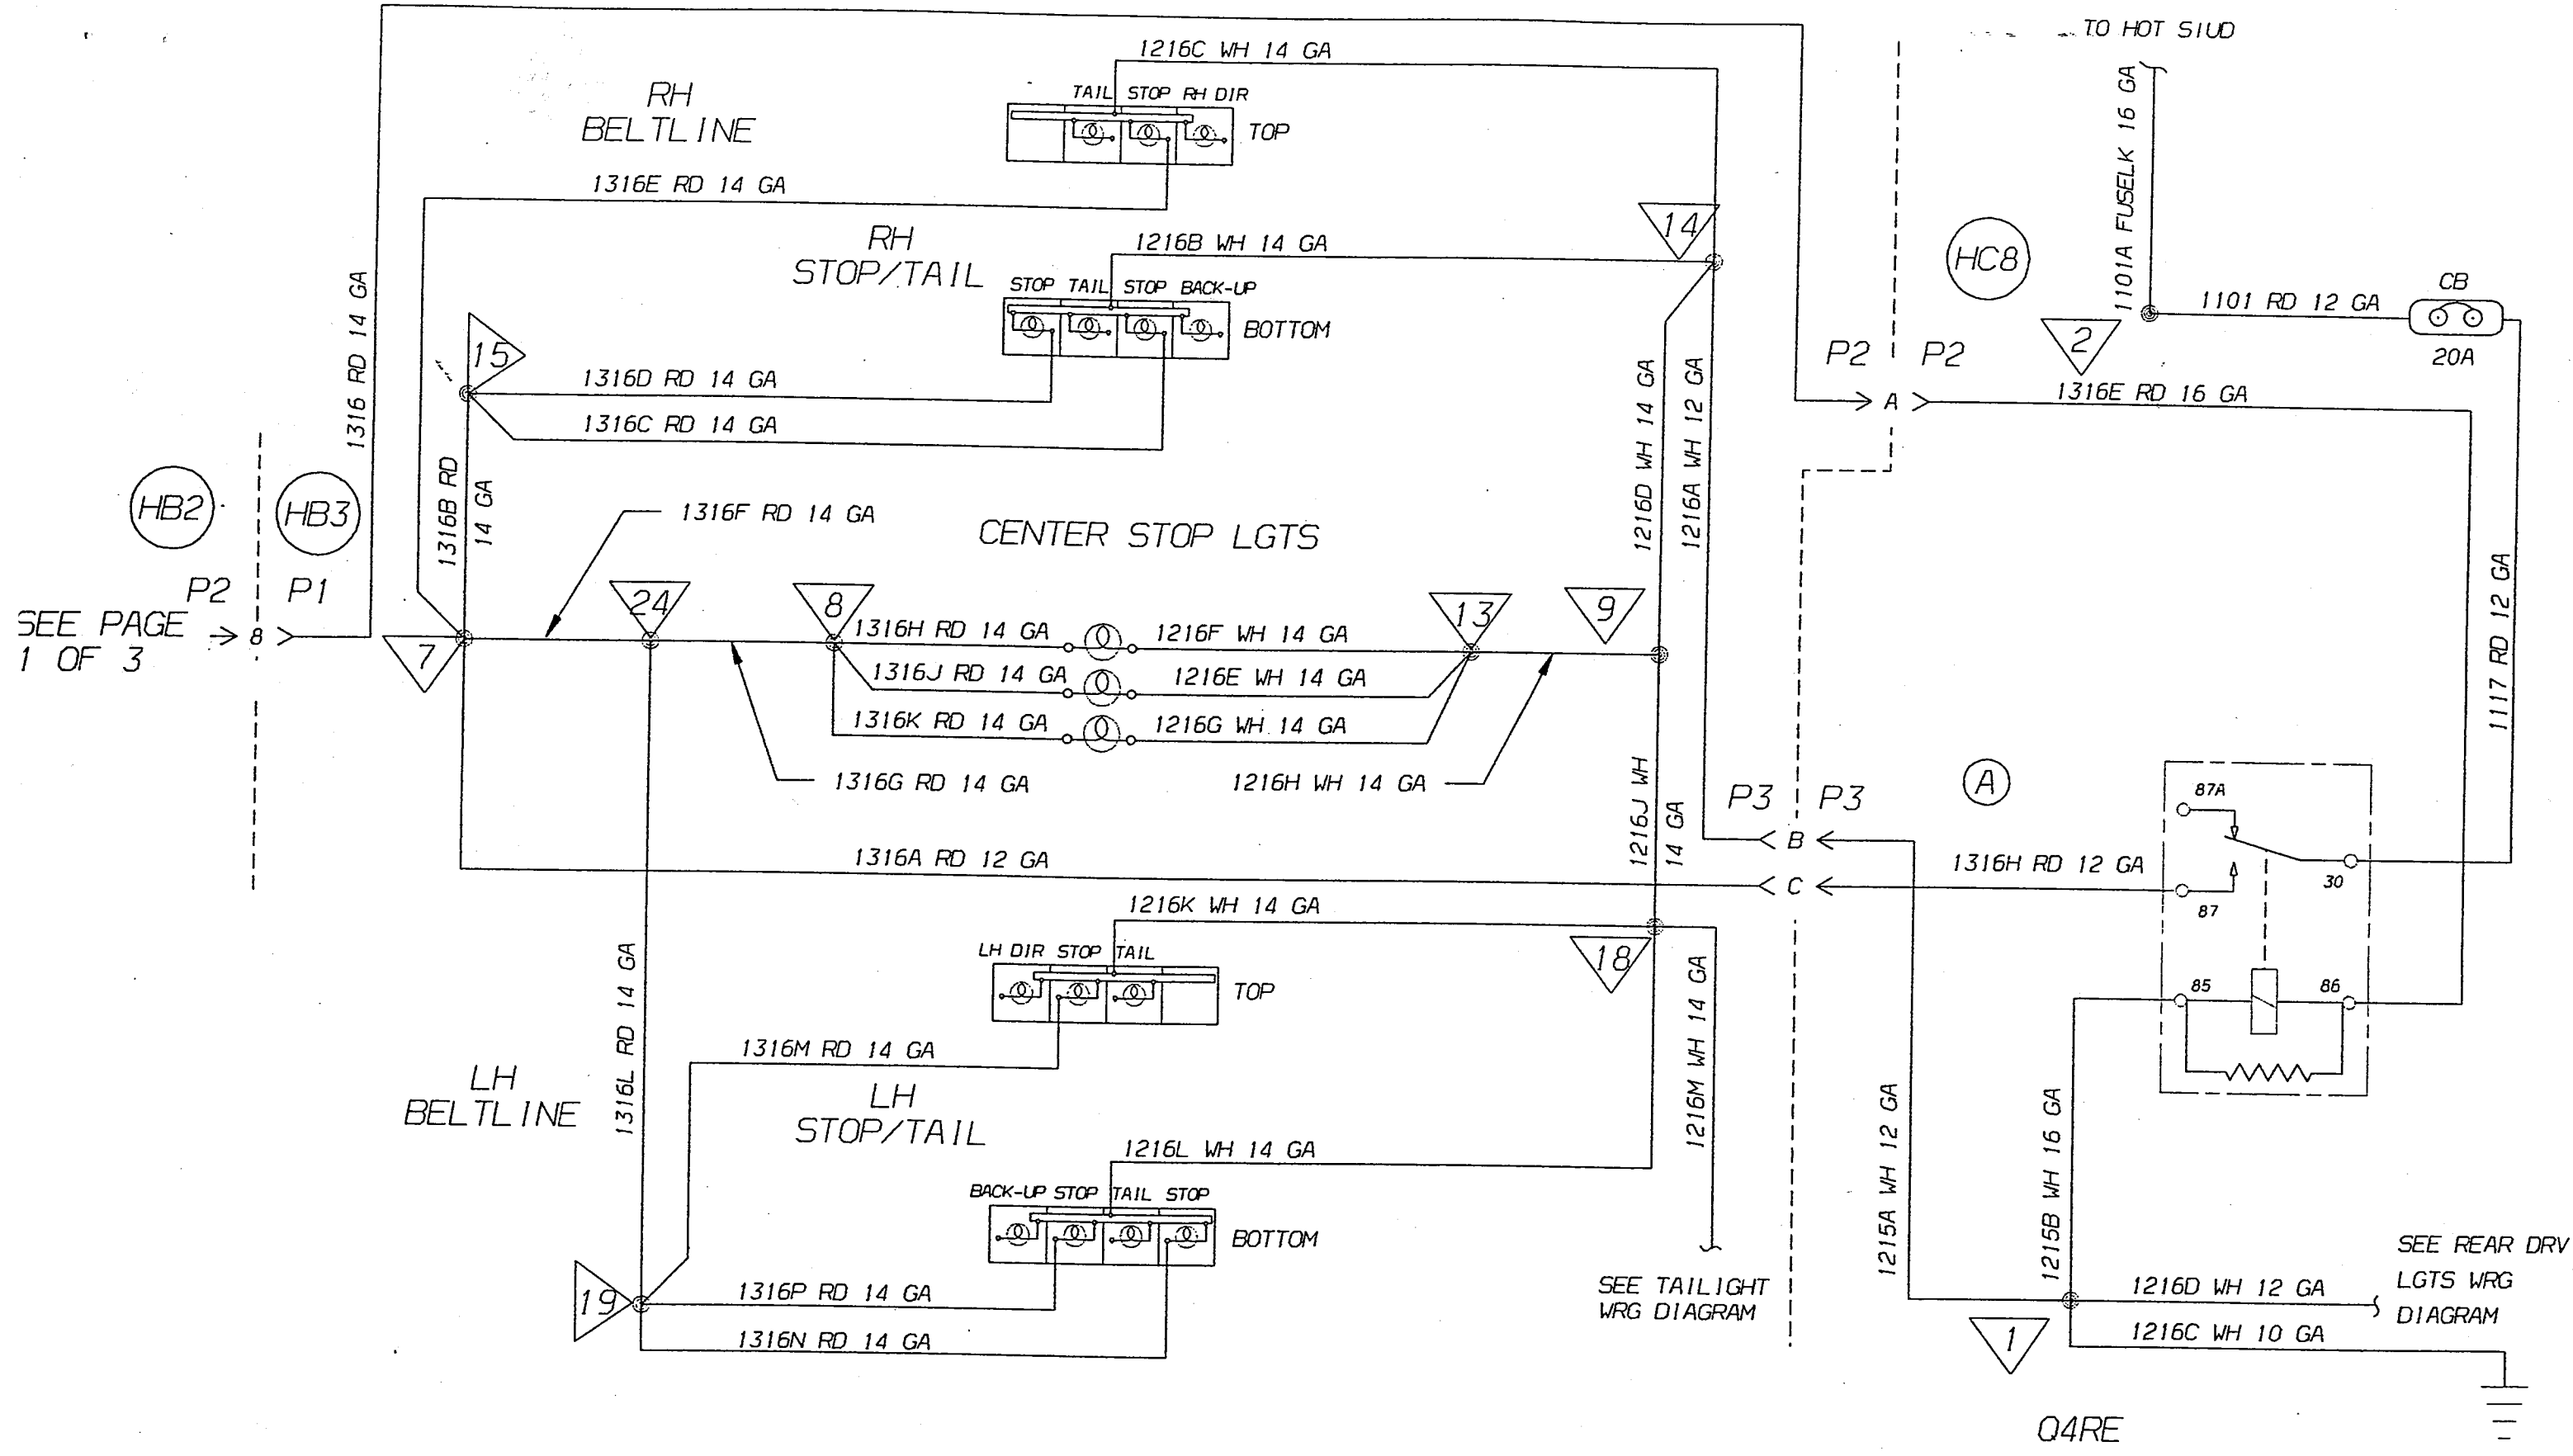 TO HOT SIUD
1216C WH 14 GA
RH
BELTLINE
TAIL STOP RH DIR
TOP
1316E RD 14 GA
1316 RD 14 GA
RH
STOP/TAIL
1216B WH 14 GA
14
STOP TAIL STOP BACK-UP
BOTTOM
15
1316D RD 14 GA
1316C RD 14 GA
1316B RD
14 GA
1216D WH 14 GA
1216A WH 12 GA
HC8
1101A FUSELK 16 GA
1101 RD 12 GA
CB
20A
2
P2
P2
A
1316E RD 16 GA
1117 RD 12 GA
HB2
HB3
P2
P1
SEE PAGE
1 OF 3
8
1316F RD 14 GA
CENTER STOP LGTS
7
24
8
13
9
1316H RD 14 GA
1216F WH 14 GA
1316J RD 14 GA
1216E WH 14 GA
1316K RD 14 GA
1216G WH 14 GA
1316G RD 14 GA
1216H WH 14 GA
1216J WH
14 GA
P3
P3
A
B
C
1316A RD 12 GA
1316H RD 12 GA
87A
87
30
85
86
1216K WH 14 GA
18
LH DIR STOP TAIL
TOP
1316L RD 14 GA
1316M RD 14 GA
1216M WH 14 GA
LH
BELTLINE
LH
STOP/TAIL
1216L WH 14 GA
BACK-UP STOP TAIL STOP
BOTTOM
19
1316P RD 14 GA
1316N RD 14 GA
SEE TAILIGHT
WRG DIAGRAM
1215A WH 12 GA
1215B WH 16 GA
1216D WH 12 GA
SEE REAR DRV
LGTS WRG
DIAGRAM
1216C WH 10 GA
1
Q4RE